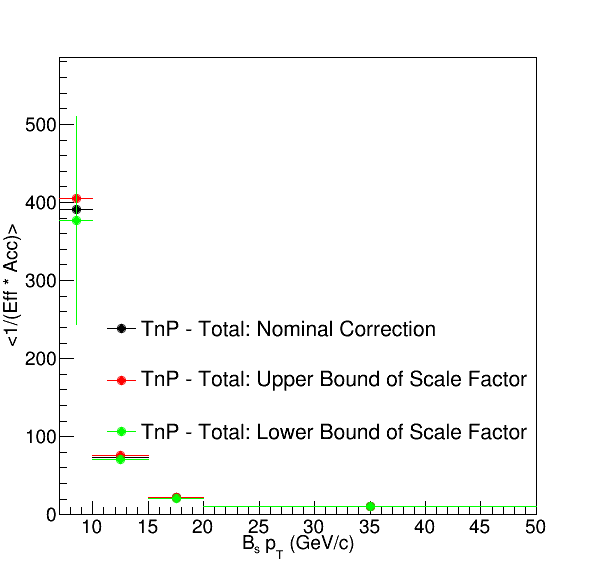 <1/(Eff * Acc)>
500
400
300
200
100
0
TnP - Total: Nominal Correction
TnP - Total: Upper Bound of Scale Factor
TnP - Total: Lower Bound of Scale Factor
10 15 20 25 30 35 40 45 50
Bs pT (GeV/c)